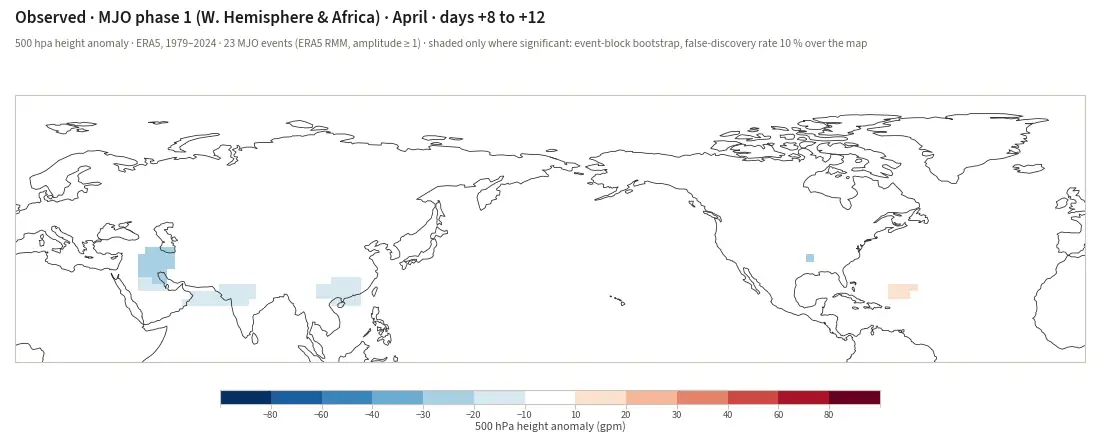 Observed · MJO phase 1 (W. Hemisphere & Africa) · April · days +8 to +12
500 hpa height anomaly · ERA5, 1979–2024 · 23 MJO events (ERA5 RMM, amplitude ≥ 1) · shaded only where significant: event-block bootstrap, false-discovery rate 10 % over the map
−80 −60 −40 −30 −20 −10 10 20 30 40 60 80
500 hPa height anomaly (gpm)